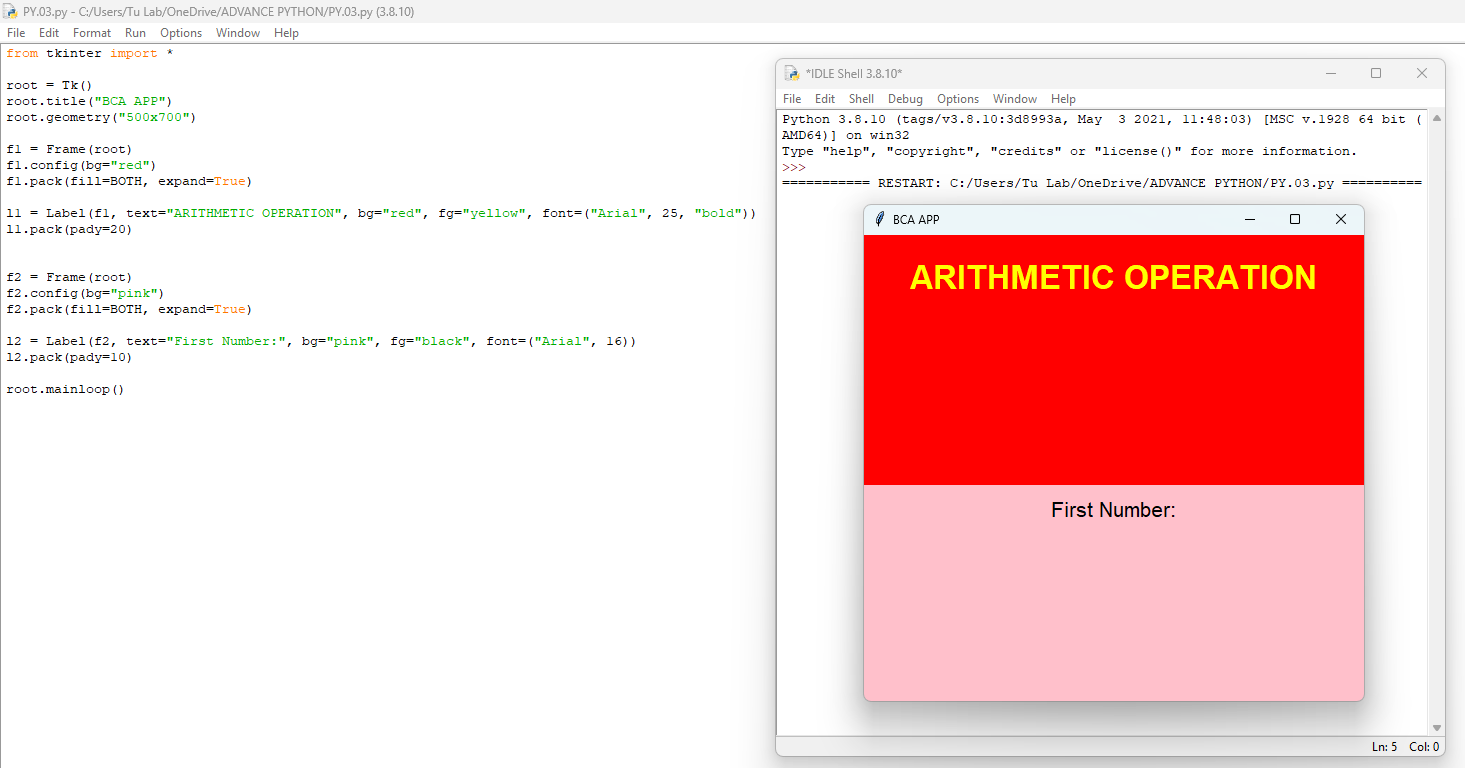 PY.03.py - C:/Users/Tu Lab/OneDrive/ADVANCE PYTHON/PY.03.py (3.8.10)
File Edit Format Run Options Window Help
from tkinter import *
root = Tk()
root.title("BCA APP")
root.geometry("500x700")
f1 = Frame(root)
f1.config(bg="red")
f1.pack(fill=BOTH, expand=True)
l1 = Label(f1, text="ARITHMETIC OPERATION", bg="red", fg="yellow", font=("Arial", 25, "bold"))
l1.pack(pady=20)
f2 = Frame(root)
f2.config(bg="pink")
f2.pack(fill=BOTH, expand=True)
l2 = Label(f2, text="First Number:", bg="pink", fg="black", font=("Arial", 16))
l2.pack(pady=10)
root.mainloop()
*IDLE Shell 3.8.10*
File Edit Shell Debug Options Window Help
Python 3.8.10 (tags/v3.8.10:3d8993a, May  3 2021, 11:48:03) [MSC v.1928 64 bit (
AMD64)] on win32
Type "help", "copyright", "credits" or "license()" for more information.
>>>
=========== RESTART: C:/Users/Tu Lab/OneDrive/ADVANCE PYTHON/PY.03.py ==========
BCA APP
ARITHMETIC OPERATION
First Number:
Ln: 5 Col: 0